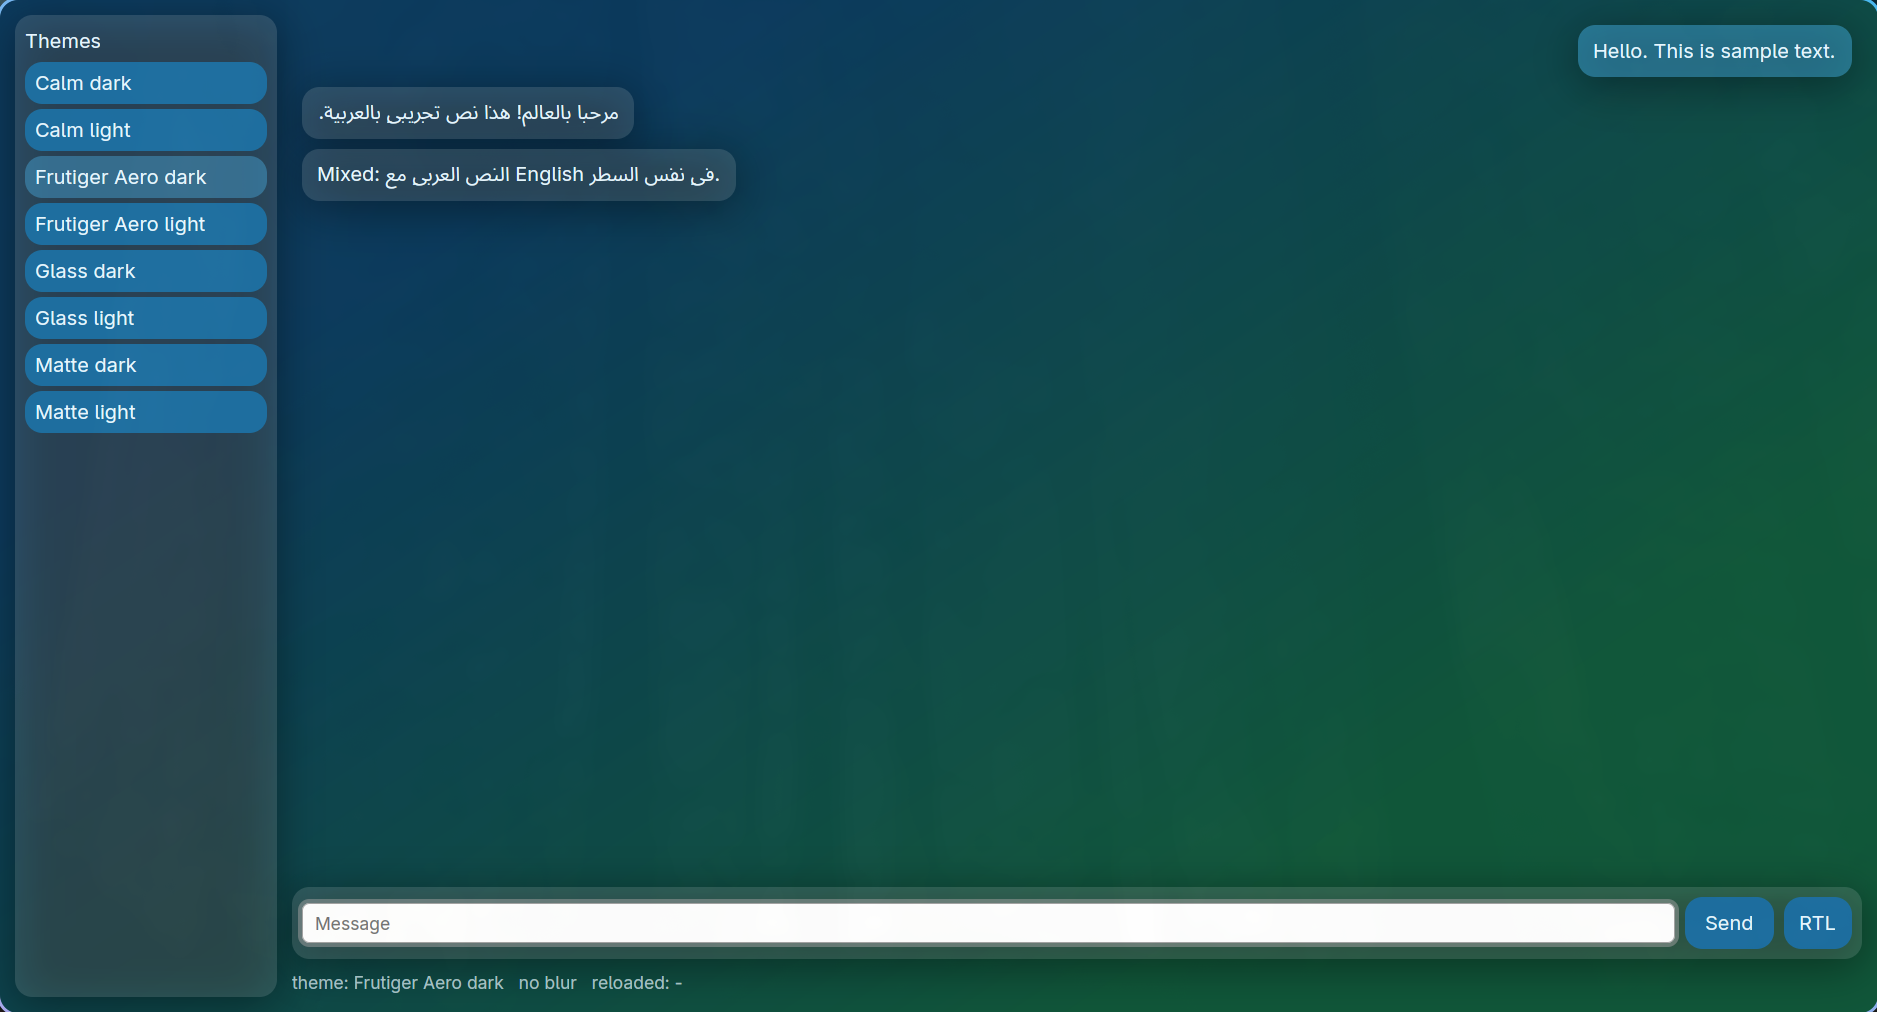 Themes
Calm dark
Calm light
Frutiger Aero dark
Frutiger Aero light
Glass dark
Glass light
Matte dark
Matte light
Hello. This is sample text.
مرحبا بالعالم! هذا نص تجريبي بالعربية.
Mixed: النص العربي مع English في نفس السطر.
Message
Send
RTL
theme: Frutiger Aero dark no blur reloaded: -